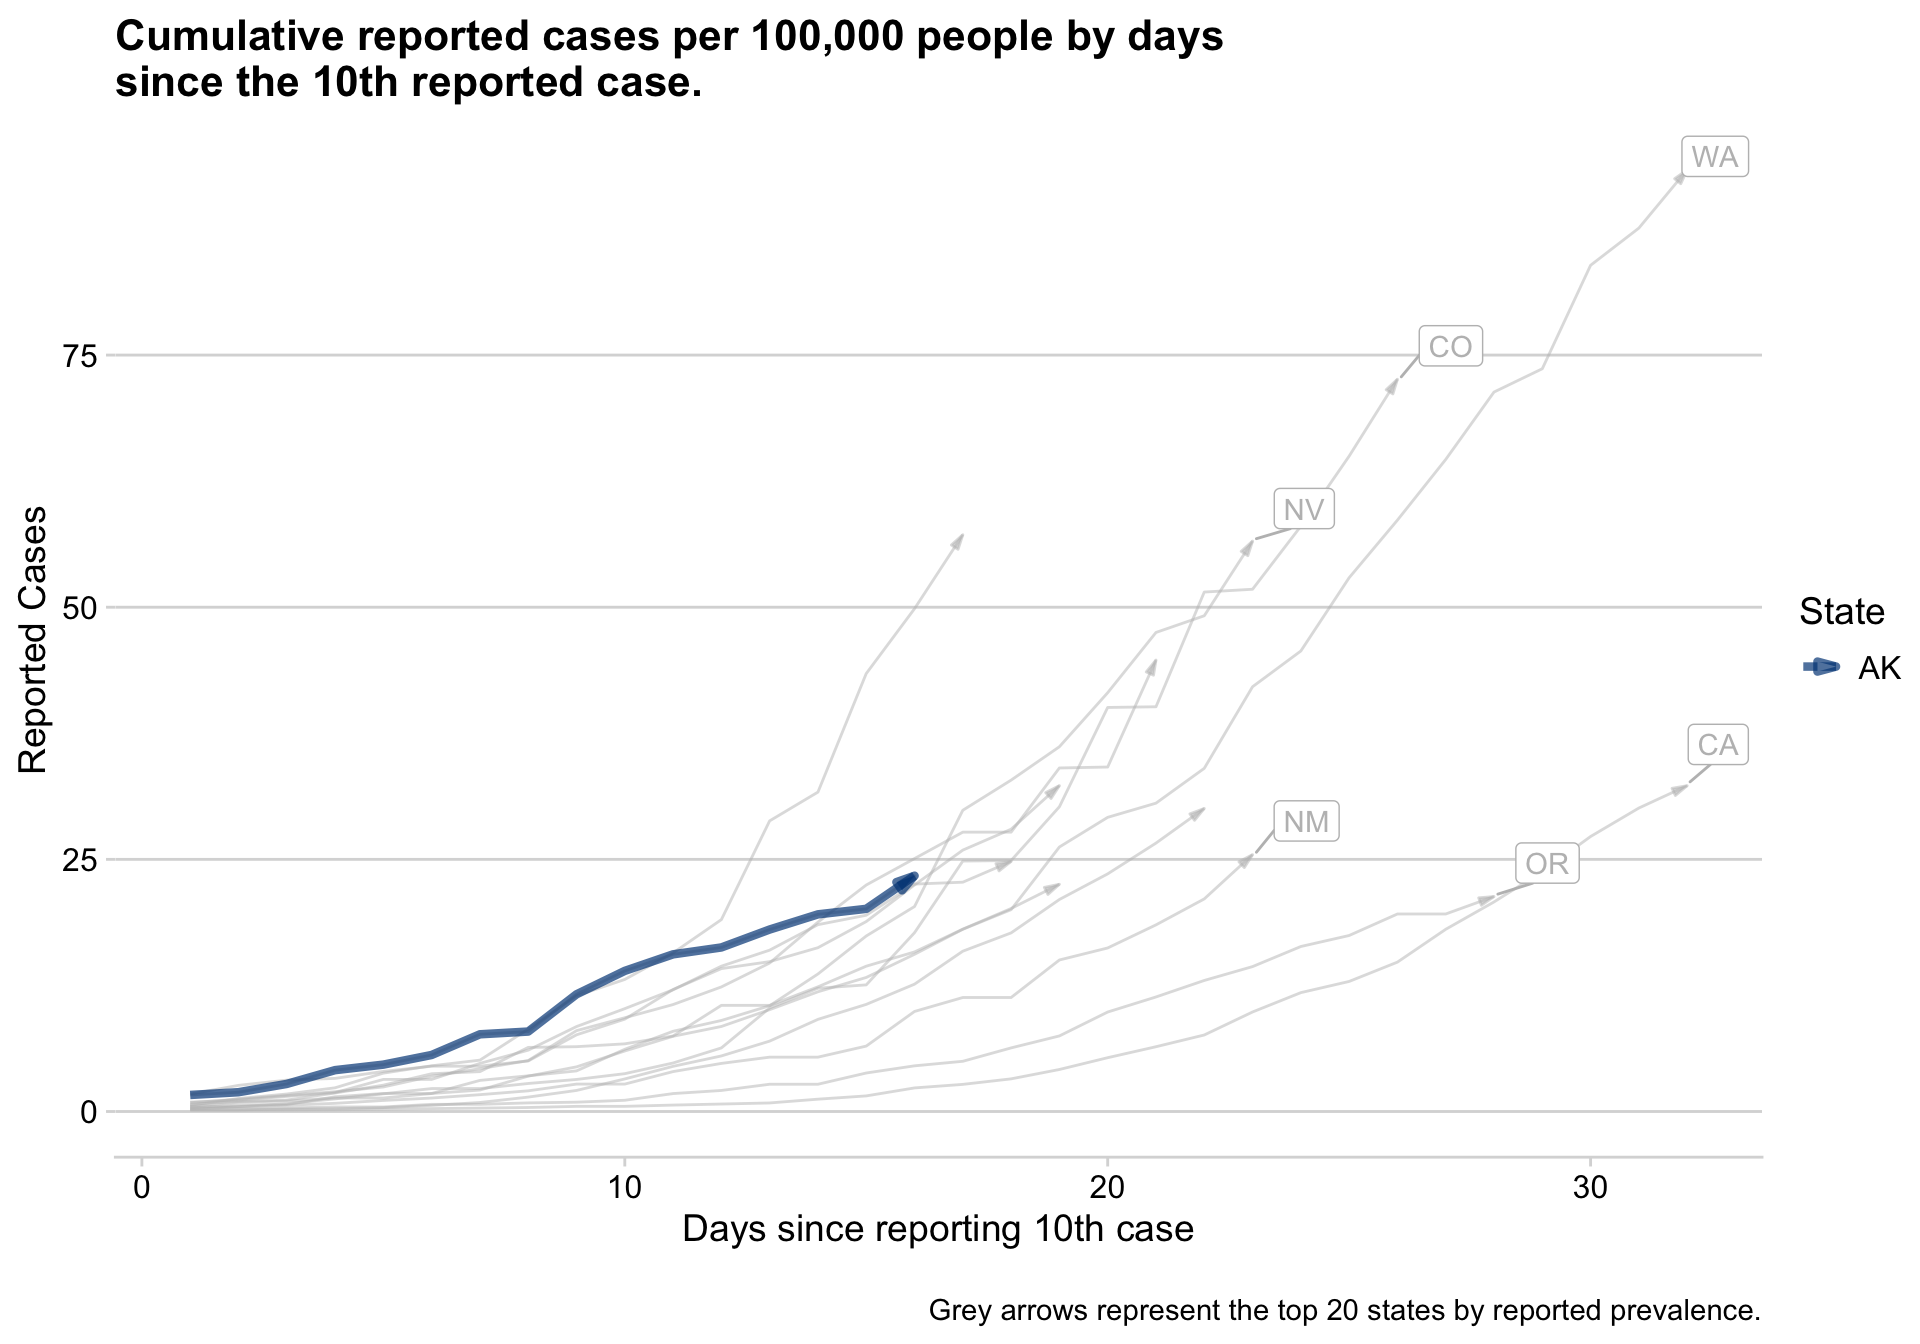 Cumulative reported cases per 100,000 people by days
since the 10th reported case.
WA
CO
75
NV
50
Reported Cases
State
AK
CA
NM
OR
25
0
0 10 20 30
Days since reporting 10th case
Grey arrows represent the top 20 states by reported prevalence.